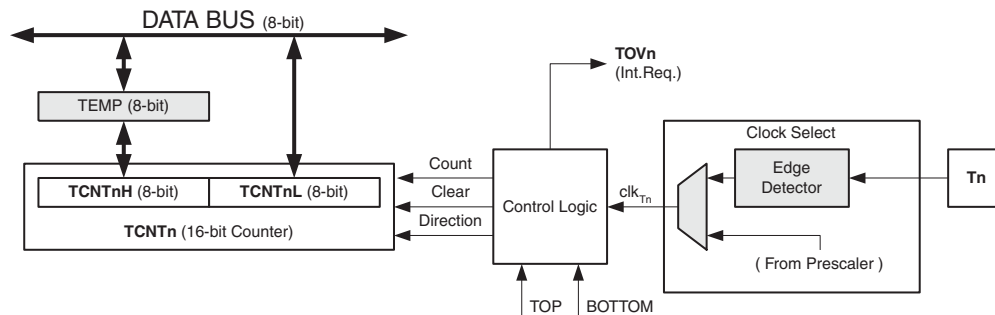 DATA BUS (8-bit)
TOVn
(Int.Req.)
TEMP (8-bit)
Clock Select
Count
Edge
Detector
Tn
TCNTnH (8-bit) TCNTnL (8-bit)
Clear
Control Logic
clkTn
TCNTn (16-bit Counter)
Direction
( From Prescaler )
TOP
BOTTOM